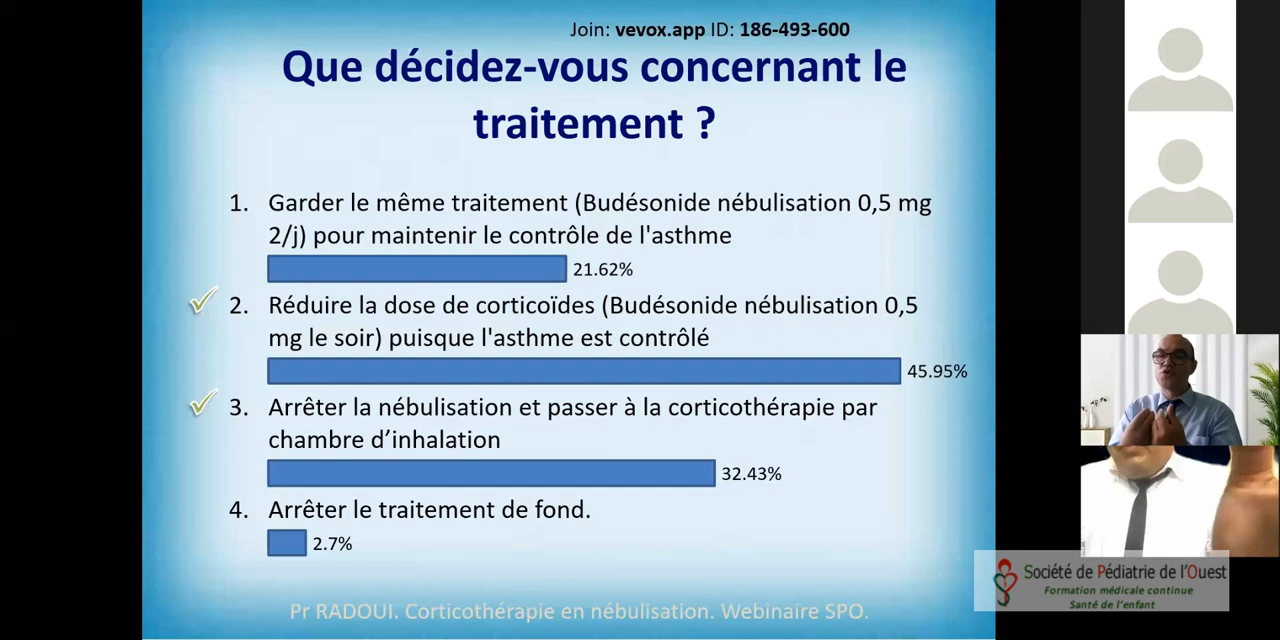 Join: vevox.app ID: 186-493-600
Que décidez-vous concernant le
traitement ?
1. Garder le même traitement (Budésonide nébulisation 0,5 mg
2/j) pour maintenir le contrôle de l'asthme
21.62%
2. Réduire la dose de corticoïdes (Budésonide nébulisation 0,5
mg le soir) puisque l'asthme est contrôlé
45.95%
3. Arrêter la nébulisation et passer à la corticothérapie par
chambre d’inhalation
32.43%
4. Arrêter le traitement de fond.
2.7%
Pr RADOUI. Corticothérapie en nébulisation. Webinaire SPO.
Société de Pédiatrie de l'Ouest
Formation médicale continue
Santé de l'enfant